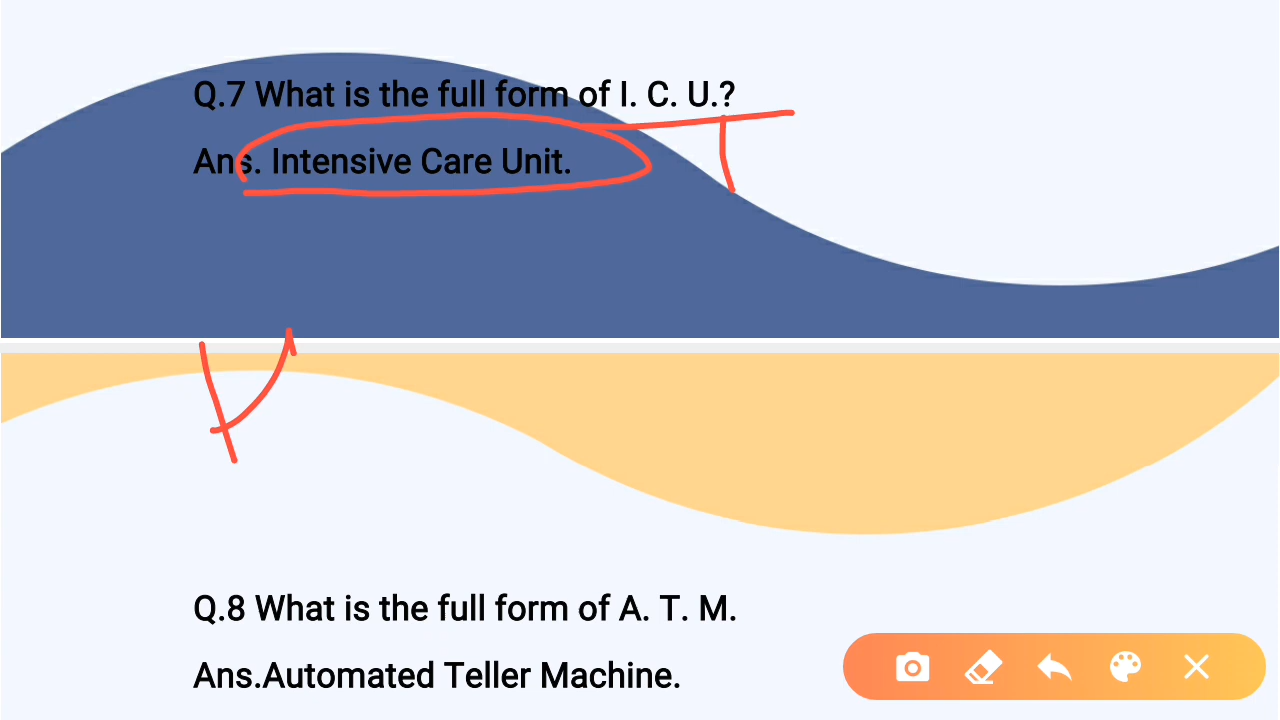 Q.7 What is the full form of I. C. U.?
Ans. Intensive Care Unit.
Q.8 What is the full form of A. T. M.
Ans.Automated Teller Machine.